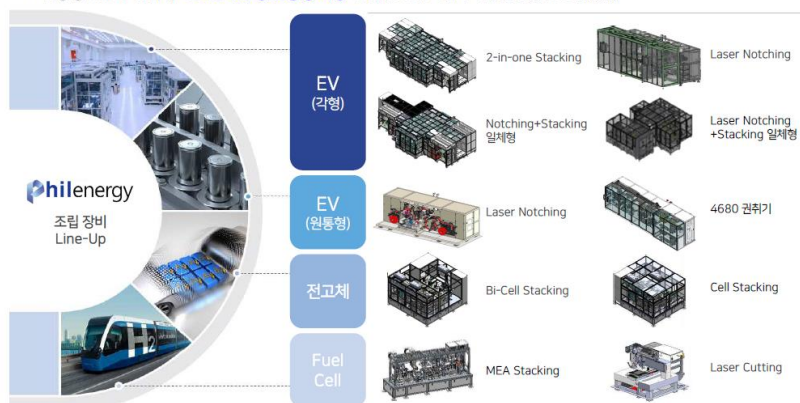 philenergy
조립 장비
Line-Up
EV
(각형)
2-in-one Stacking
Laser Notching
Notching+Stacking
일체형
Laser Notching
+Stacking 일체형
EV
(원통형)
Laser Notching
4680 권취기
전고체
Bi-Cell Stacking
Cell Stacking
Fuel
Cell
MEA Stacking
Laser Cutting
H2